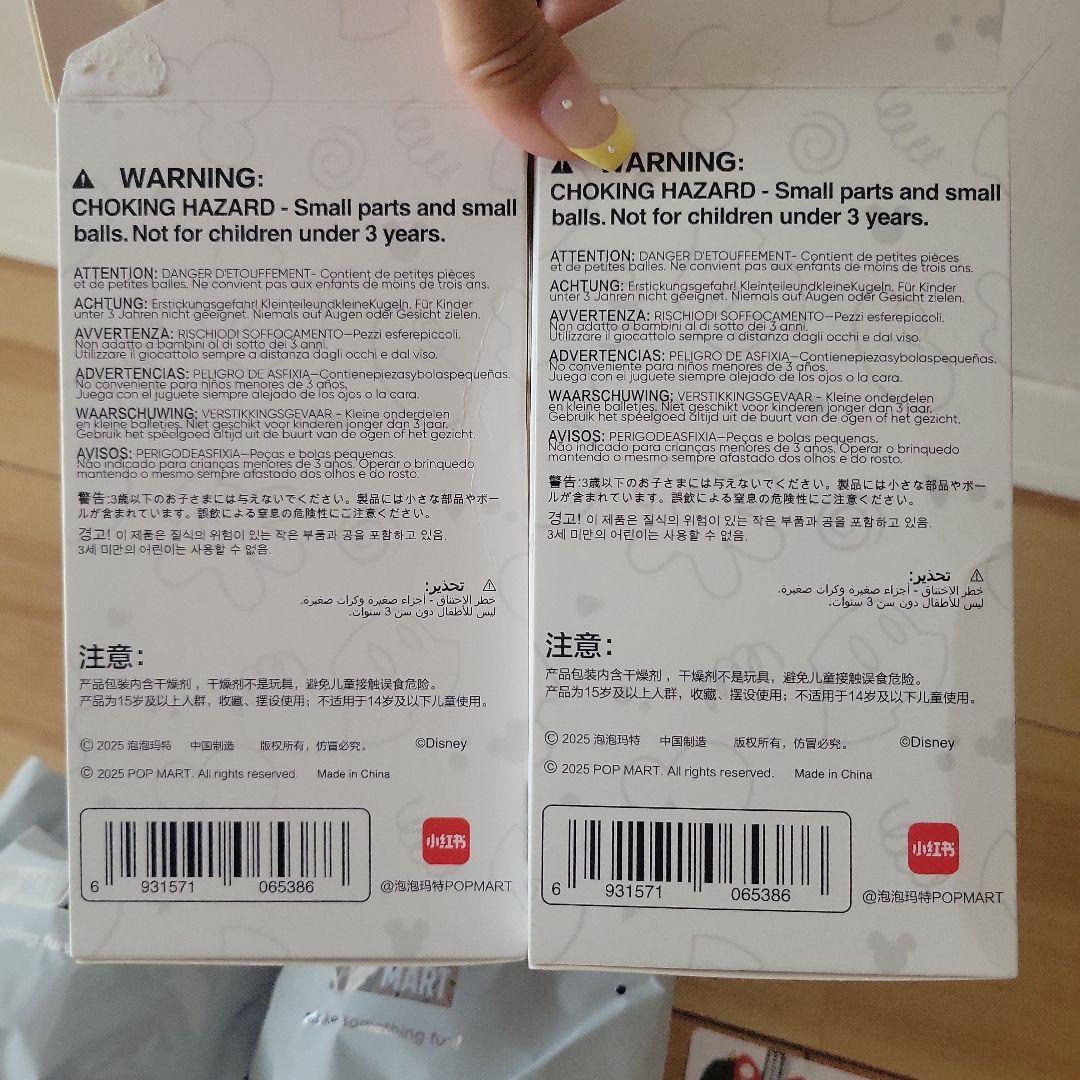 WARNING:
CHOKING HAZARD - Small parts and small
balls. Not for children under 3 years.
ATTENTION: DANGER D'ETOUFFEMENT- Contient de petites pièces
et de petites balles. Ne convient pas aux enfants de moins de trois ans.
ACHTUNG: Erstickungsgefahr! KleinteileundkleineKugeln. Für Kinder
unter 3 Jahren nicht geeignet. Niemals auf Augen oder Gesicht zielen.
AVVERTENZA: RISCHIODI SOFFOCAMENTO—Pezzi esferepiccoli.
Non adatto a bambini al di sotto dei 3 anni.
Utilizzare il giocattolo sempre a distanza dagli occhi e dal viso.
ADVERTENCIAS: PELIGRO DE ASFIXIA—Contienepiezasybolaspequeñas.
No conveniente para niños menores de 3 años.
Juega con el juguete siempre alejado de los ojos o la cara.
WAARSCHUWING; VERSTIKKINGSGEVAAR - Kleine onderdelen
en kleine balletjes. Niet geschikt voor kinderen jonger dan 3 jaar.
Gebruik het speelgoed altijd uit de buurt van de ogen of het gezicht.
AVISOS: PERIGODEASFIXIA—Peças e bolas pequenas.
Não indicado para crianças menores de 3 anos. Operar o brinquedo
mantendo o mesmo sempre afastado dos olhos e do rosto.
警告:3歳以下のお子さまには与えないでください。製品には小さな部品やボー
ルが含まれています。誤飲による窒息の危険性にご注意ください。
경고! 이 제품은 질식의 위험이 있는 작은 부품과 공을 포함하고 있음.
3세 미만의 어린이는 사용할 수 없음.
⚠ تحذير:
خطر الاختناق - أجزاء صغيرة وكرات صغيرة.
ليس للأطفال دون سن 3 سنوات.
注意:
产品包装内含干燥剂，干燥剂不是玩具，避免儿童接触误食危险。
产品为15岁及以上人群，收藏、摆设使用；不适用于14岁及以下儿童使用。
© 2025 泡泡玛特 中国制造 版权所有，仿冒必究。 ©Disney
© 2025 POP MART. All rights reserved. Made in China
6 931571 065386
小红书
@泡泡玛特POPMART
WARNING:
CHOKING HAZARD - Small parts and small
balls. Not for children under 3 years.
ATTENTION: DANGER D'ETOUFFEMENT- Contient de petites pièces
et de petites balles. Ne convient pas aux enfants de moins de trois ans.
ACHTUNG: Erstickungsgefahr! KleinteileundkleineKugeln. Für Kinder
unter 3 Jahren nicht geeignet. Niemals auf Augen oder Gesicht zielen.
AVVERTENZA: RISCHIODI SOFFOCAMENTO—Pezzi esferepiccoli.
Non adatto a bambini al di sotto dei 3 anni.
Utilizzare il giocattolo sempre a distanza dagli occhi e dal viso.
ADVERTENCIAS: PELIGRO DE ASFIXIA—Contienepiezasybolaspequeñas.
No conveniente para niños menores de 3 años.
Juega con el juguete siempre alejado de los ojos o la cara.
WAARSCHUWING; VERSTIKKINGSGEVAAR - Kleine onderdelen
en kleine balletjes. Niet geschikt voor kinderen jonger dan 3 jaar.
Gebruik het speelgoed altijd uit de buurt van de ogen of het gezicht.
AVISOS: PERIGODEASFIXIA—Peças e bolas pequenas.
Não indicado para crianças menores de 3 anos. Operar o brinquedo
mantendo o mesmo sempre afastado dos olhos e do rosto.
警告:3歳以下のお子さまには与えないでください。製品には小さな部品やボー
ルが含まれています。誤飲による窒息の危険性にご注意ください。
경고! 이 제품은 질식의 위험이 있는 작은 부품과 공을 포함하고 있음.
3세 미만의 어린이는 사용할 수 없음.
⚠ تحذير:
خطر الاختناق - أجزاء صغيرة وكرات صغيرة.
ليس للأطفال دون سن 3 سنوات.
注意:
产品包装内含干燥剂，干燥剂不是玩具，避免儿童接触误食危险。
产品为15岁及以上人群，收藏、摆设使用；不适用于14岁及以下儿童使用。
© 2025 泡泡玛特 中国制造 版权所有，仿冒必究。 ©Disney
© 2025 POP MART. All rights reserved. Made in China
6 931571 065386
小红书
@泡泡玛特POPMART
MART
something fun!